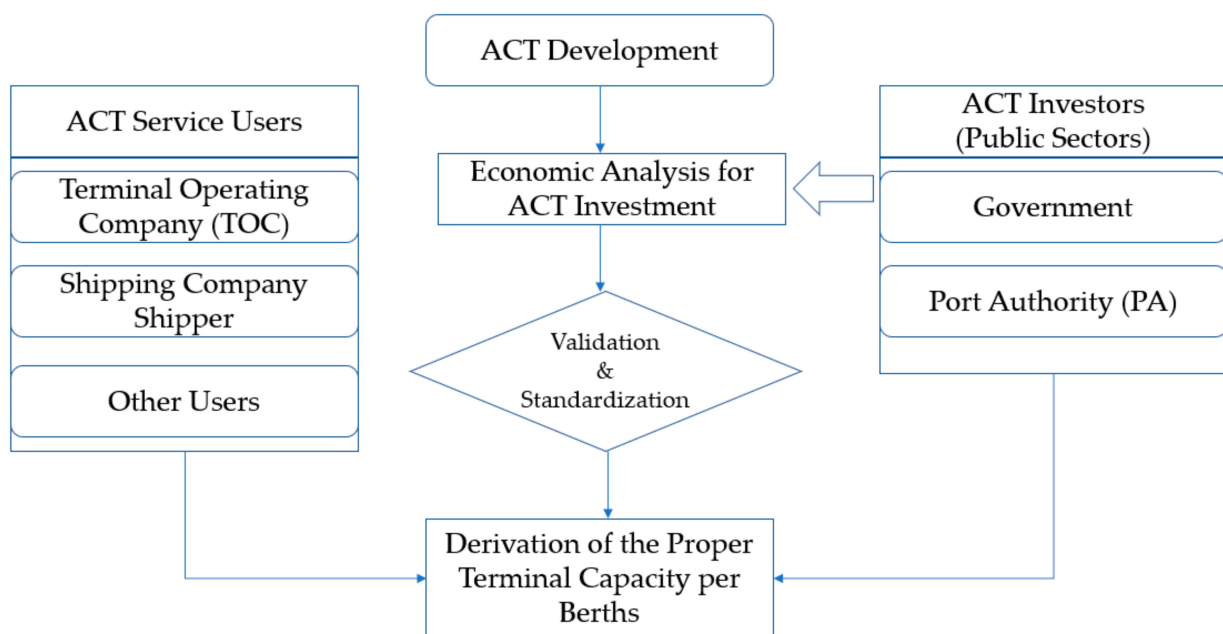 ACT Development
ACT Service Users
Terminal Operating
Company (TOC)
Shipping Company
Shipper
Other Users
Economic Analysis for
ACT Investment
Validation
&
Standardization
ACT Investors
(Public Sectors)
Government
Port Authority (PA)
Derivation of the Proper
Terminal Capacity per
Berths